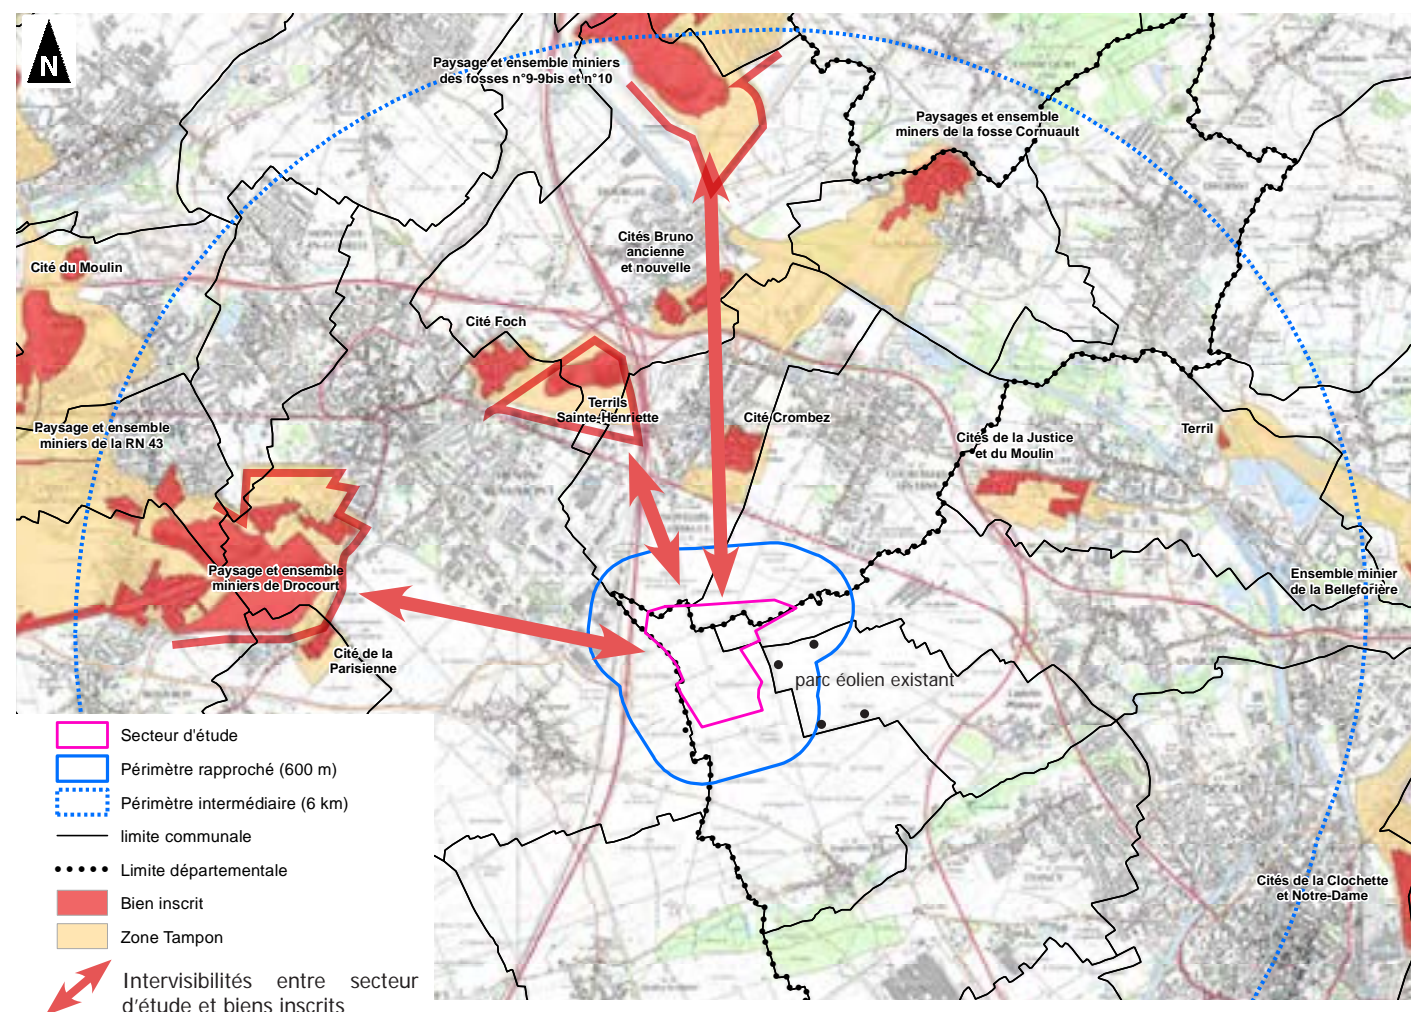 N
Paysage et ensemble miniers
des fosses n°9-9bis et n°10
Paysages et ensemble
miners de la fosse Cornuault
Cités Bruno
ancienne
et nouvelle
Cité du Moulin
Cité Foch
Terrils
Sainte-Henriette
Cité Crombez
Paysage et ensemble
miniers de la RN 43
Cités de la Justice
et du Moulin
Terril
Paysage et ensemble
miniers de Drocourt
Ensemble minier
de la Belleforière
Cité de la
Parisienne
parc éolien existant
Cités de la Clochette
et Notre-Dame
Secteur d'étude
Périmètre rapproché (600 m)
Périmètre intermédiaire (6 km)
limite communale
Limite départementale
Bien inscrit
Zone Tampon
Intervisibilités entre secteur
d'étude et biens inscrits